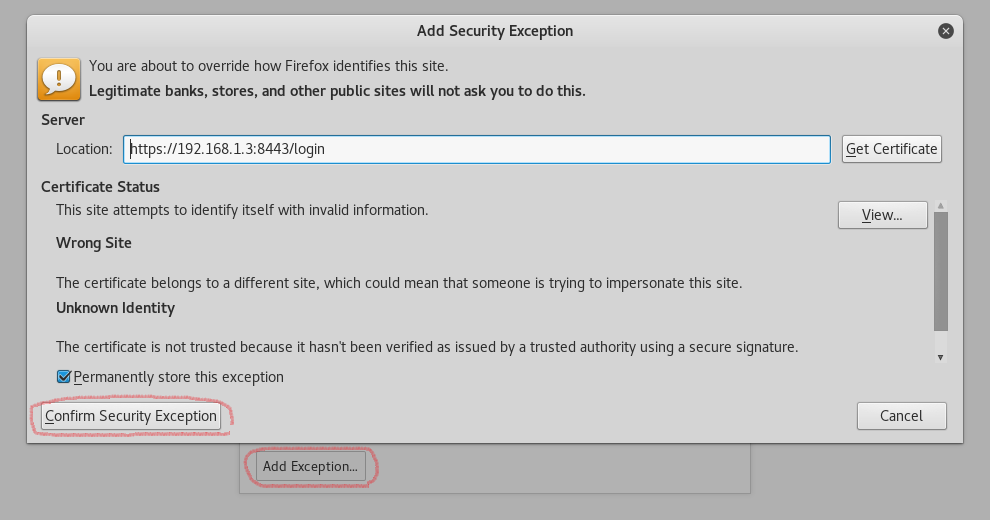 Add Security Exception
You are about to override how Firefox identifies this site.
Legitimate banks, stores, and other public sites will not ask you to do this.
Server
Location: https://192.168.1.3:8443/login Get Certificate
Certificate Status
This site attempts to identify itself with invalid information. View...
Wrong Site
The certificate belongs to a different site, which could mean that someone is trying to impersonate this site.
Unknown Identity
The certificate is not trusted because it hasn't been verified as issued by a trusted authority using a secure signature.
Permanently store this exception
Confirm Security Exception Cancel
Add Exception...